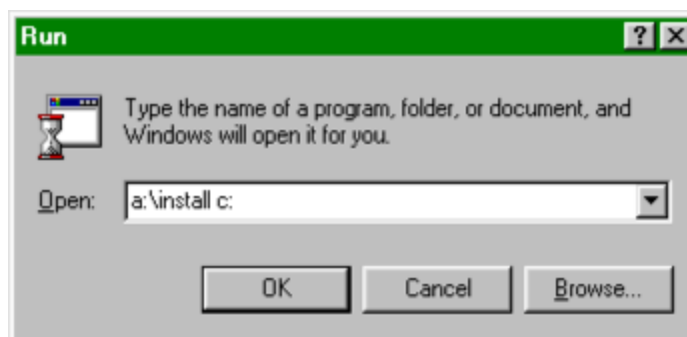 Run
Type the name of a program, folder, or document, and
Windows will open it for you.
Open: a:\install c:
OK Cancel Browse...